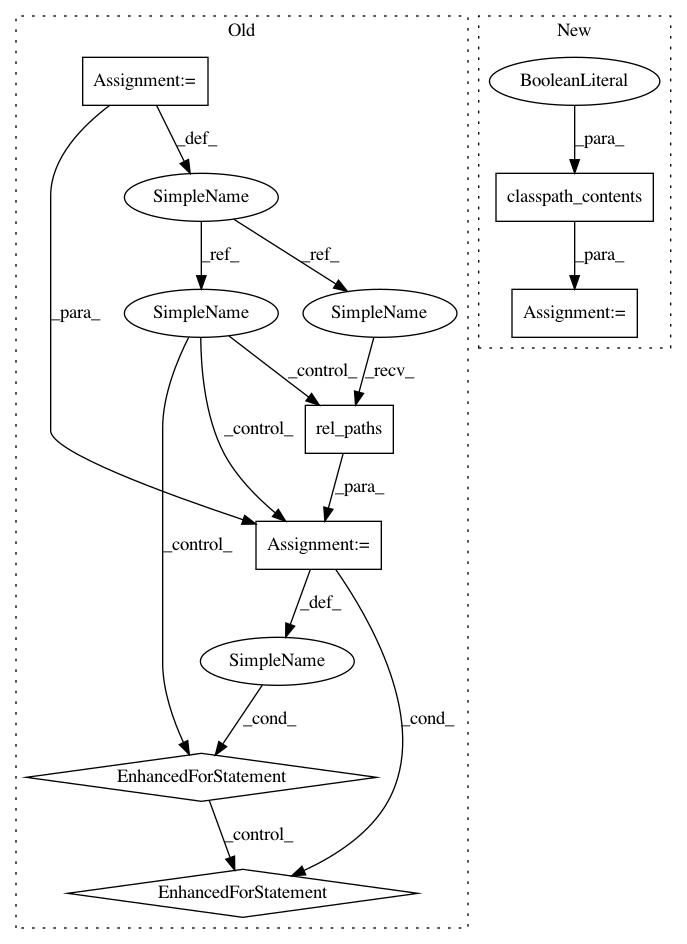 Old
New
Assignment:=
BooleanLiteral
_def_
_para_
SimpleName
classpath_contents
_ref_
_ref_
_para_
_para_
SimpleName
SimpleName
Assignment:=
_control_
_recv_
rel_paths
_control_
_para_
_control_
Assignment:=
_def_
SimpleName
_cond_
_cond_
EnhancedForStatement
_control_
EnhancedForStatement